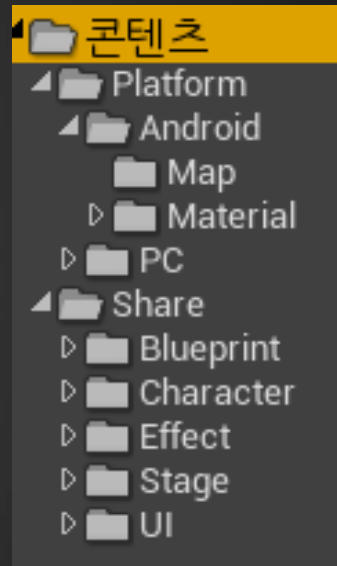 콘텐츠
Platform
Android
Map
Material
PC
Share
Blueprint
Character
Effect
Stage
UI